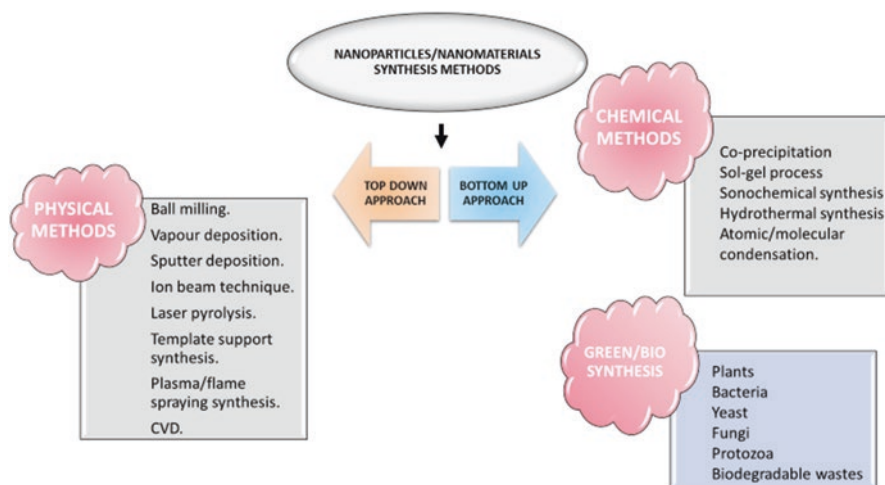 NANOPARTICLES/NANOMATERIALS
SYNTHESIS METHODS
TOP DOWN
APPROACH
BOTTOM UP
APPROACH
PHYSICAL
METHODS
Ball milling.
Vapour deposition.
Sputter deposition.
Ion beam technique.
Laser pyrolysis.
Template support
synthesis.
Plasma/flame
spraying synthesis.
CVD.
CHEMICAL
METHODS
Co-precipitation
Sol-gel process
Sonochemical synthesis
Hydrothermal synthesis
Atomic/molecular
condensation.
GREEN/BIO
SYNTHESIS
Plants
Bacteria
Yeast
Fungi
Protozoa
Biodegradable wastes